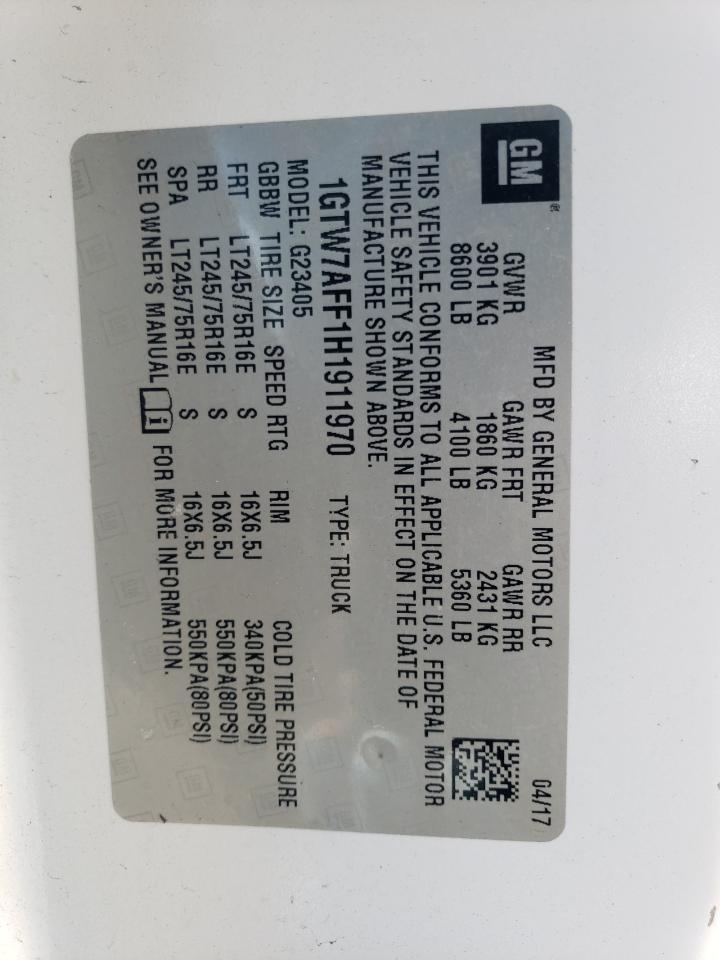 GM®
MFD BY GENERAL MOTORS LLC 04/17
GVWR GAWR FRT GAWR RR
3901 KG 1860 KG 2431 KG
8600 LB 4100 LB 5360 LB
THIS VEHICLE CONFORMS TO ALL APPLICABLE U.S. FEDERAL MOTOR
VEHICLE SAFETY STANDARDS IN EFFECT ON THE DATE OF
MANUFACTURE SHOWN ABOVE.
1GTW7AFF1H1911970 TYPE: TRUCK
MODEL: G23405
GBBW TIRE SIZE SPEED RTG RIM COLD TIRE PRESSURE
FRT LT245/75R16E S 16X6.5J 340KPA(50PSI)
RR LT245/75R16E S 16X6.5J 550KPA(80PSI)
SPA LT245/75R16E S 16X6.5J 550KPA(80PSI)
SEE OWNER'S MANUAL i FOR MORE INFORMATION.